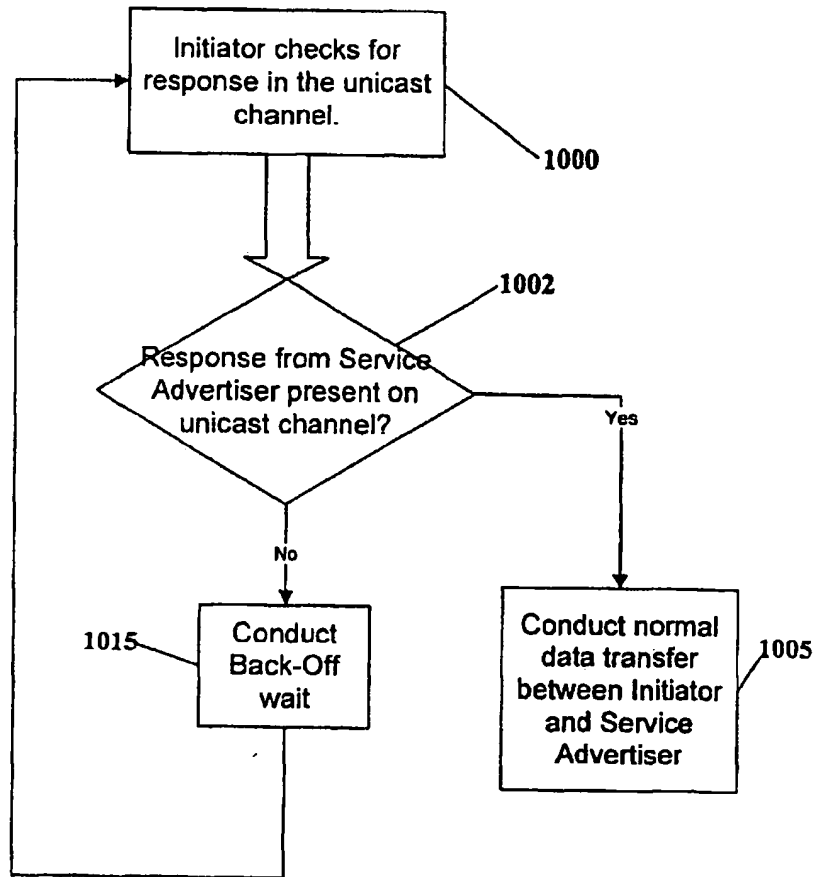 Initiator checks for
response in the unicast
channel.
1000
1002
Response from Service
Advertiser present on
unicast channel?
Yes
No
1015
Conduct
Back-Off
wait
Conduct normal
data transfer
between Initiator
and Service
Advertiser
1005